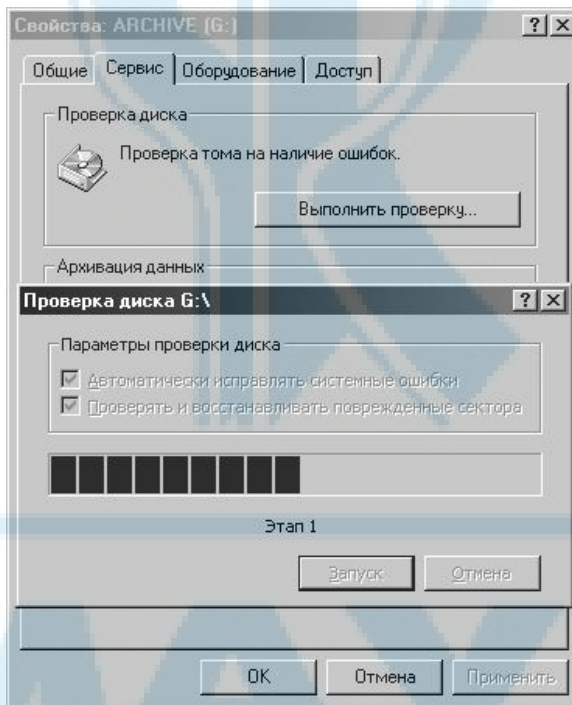 Свойства: ARCHIVE (G:)
Общие Сервис Оборудование Доступ
Проверка диска
Проверка тома на наличие ошибок.
Выполнить проверку...
Архивация данных
Проверка диска G:\
Параметры проверки диска
Автоматически исправлять системные ошибки
Проверять и восстанавливать поврежденные сектора
Этап 1
Запуск Отмена
OK Отмена Применить